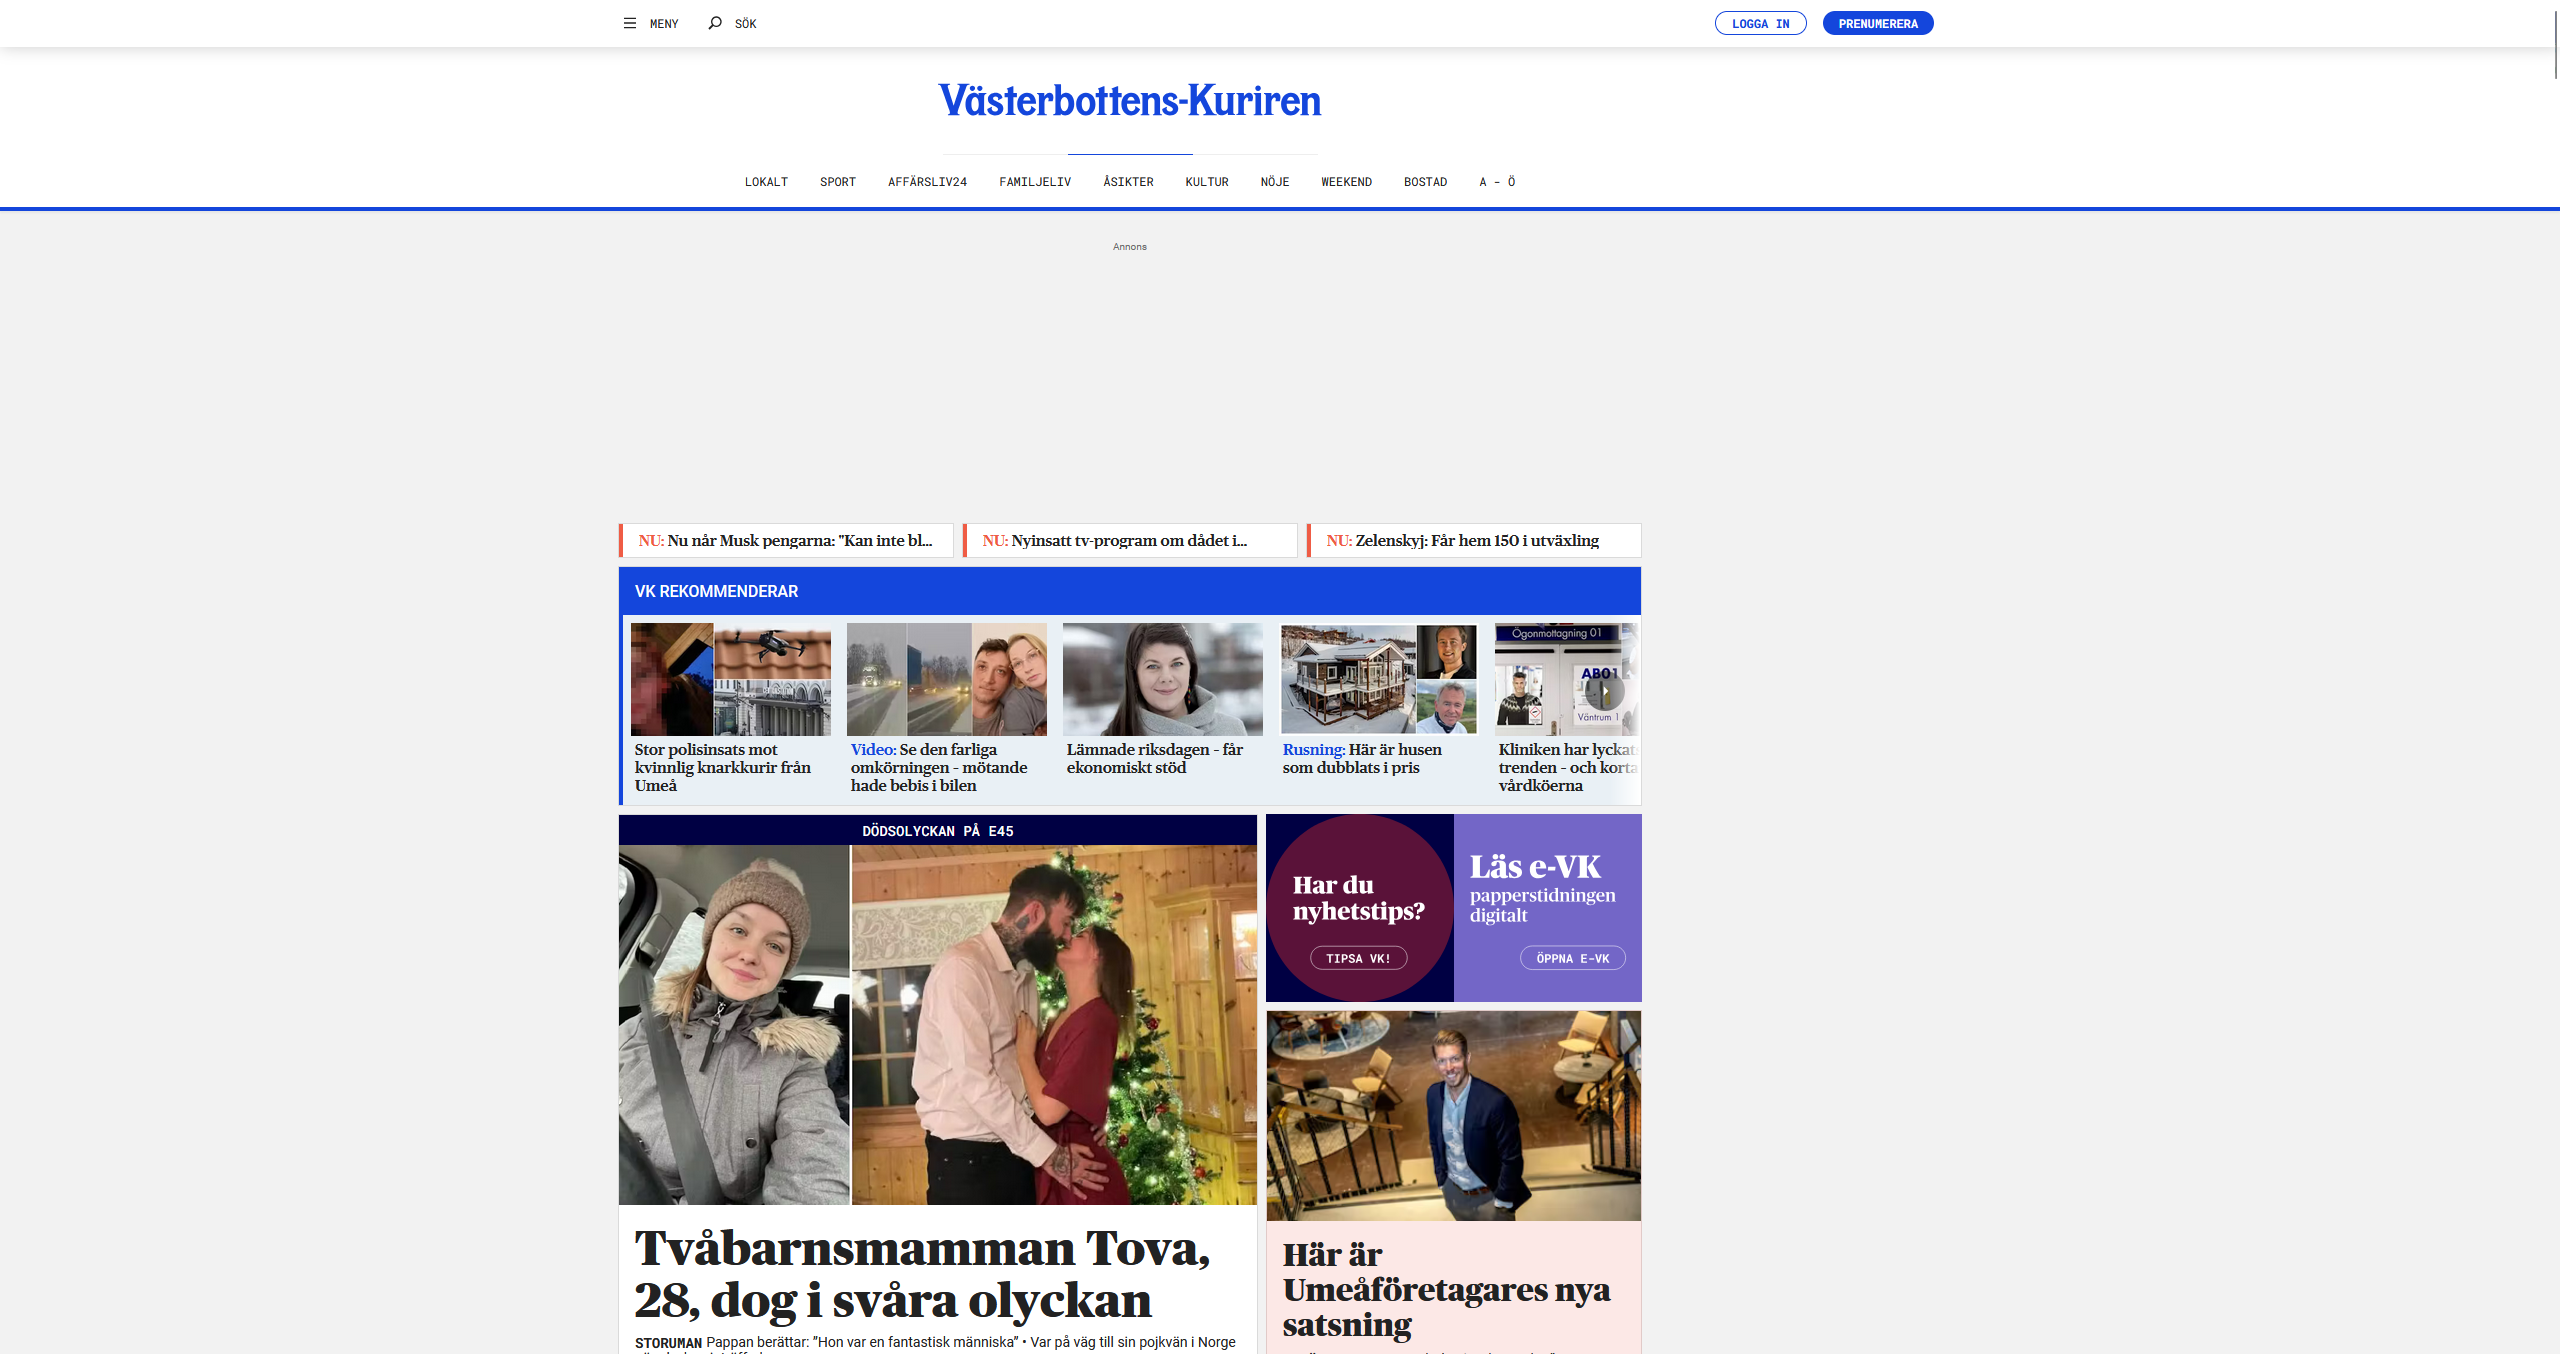 MENY
SÖK
LOGGA IN
PRENUMERERA
Västerbottens-Kuriren
LOKALT SPORT AFFÄRSLIV24 FAMILJELIV ÅSIKTER KULTUR NÖJE WEEKEND BOSTAD A - Ö
Annons
NU: Nu når Musk pengarna: "Kan inte bl...
NU: Nyinsatt tv-program om dådet i...
NU: Zelenskyj: Får hem 150 i utväxling
VK REKOMMENDERAR
Stor polisinsats mot
kvinnlig knarkkurir från
Umeå
Video: Se den farliga
omkörningen - mötande
hade bebis i bilen
Lämnade riksdagen - får
ekonomiskt stöd
Rusning: Här är husen
som dubblats i pris
Ögonmottagning 01
AB01
Väntrum 1
Kliniken har lyckats
trenden - och korta
vårdköerna
DÖDSOLYCKAN PÅ E45
Tvåbarnsmamman Tova,
28, dog i svåra olyckan
STORUMAN Pappan berättar: "Hon var en fantastisk människa" • Var på väg till sin pojkvän i Norge
Har du
nyhetstips?
TIPSA VK!
Läs e-VK
papperstidningen
digitalt
ÖPPNA E-VK
Här är
Umeåföretagares nya
satsning